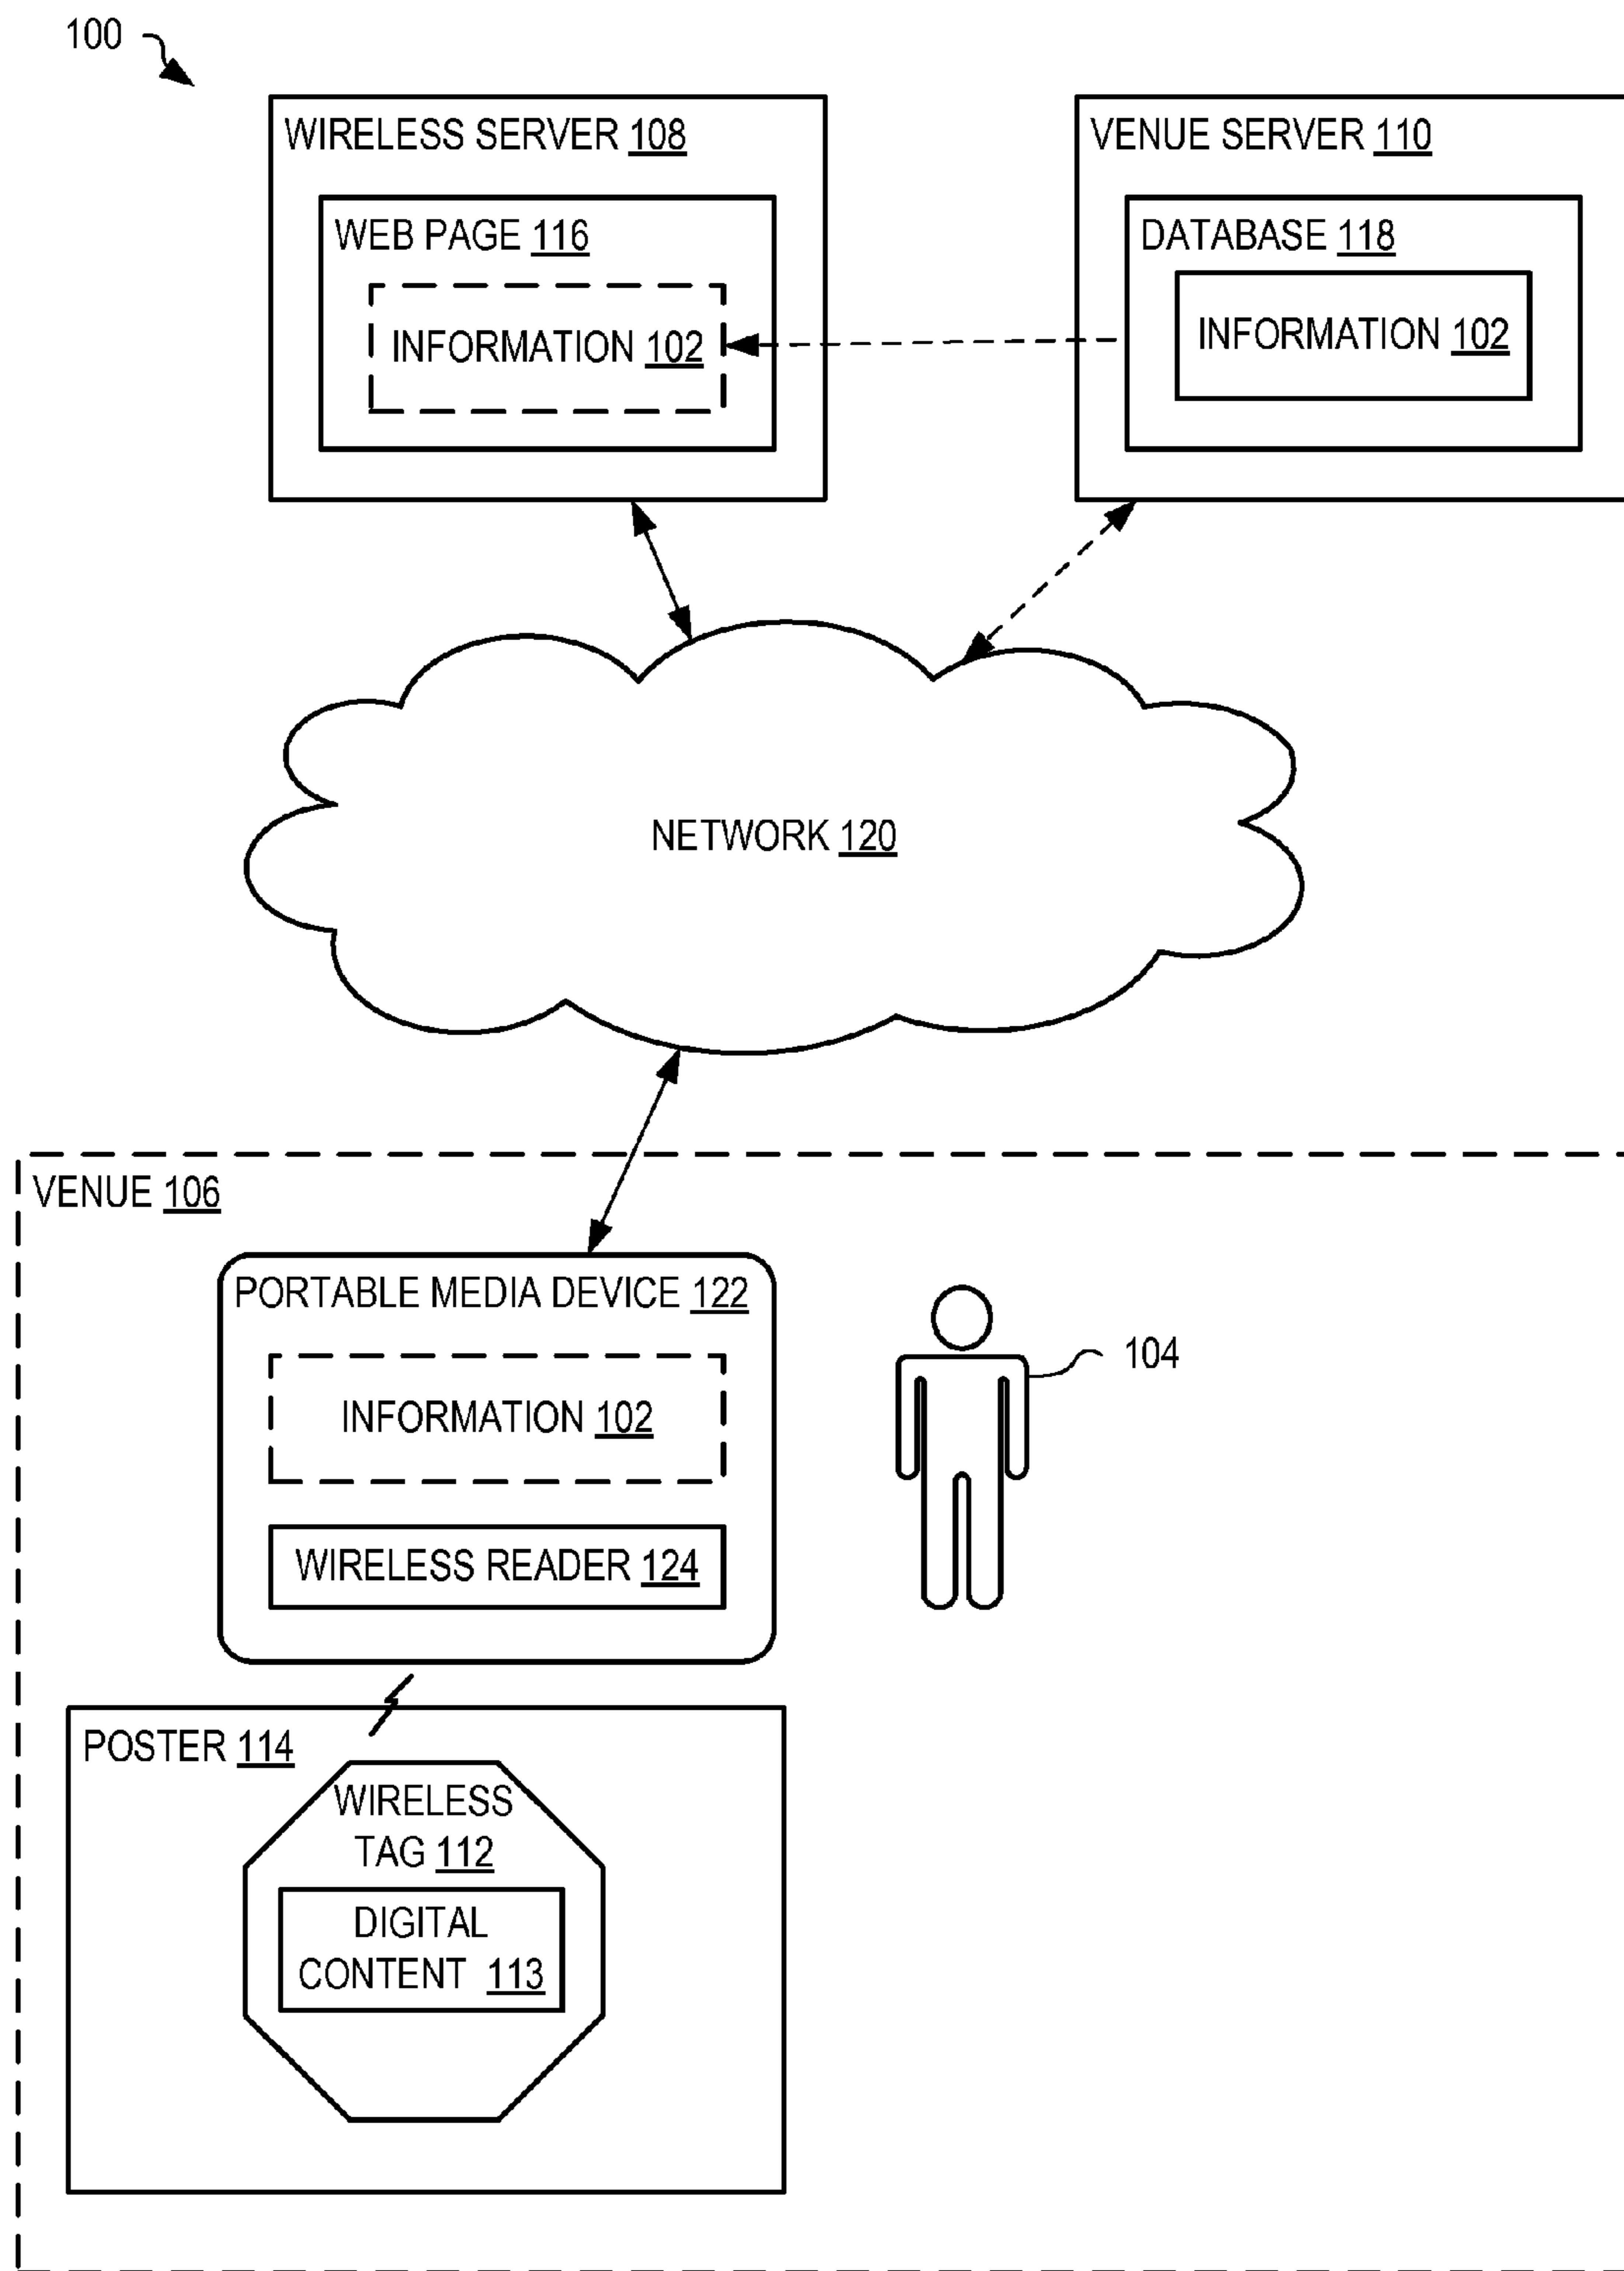 100
WIRELESS SERVER 108
VENUE SERVER 110
WEB PAGE 116
DATABASE 118
INFORMATION 102
INFORMATION 102
NETWORK 120
VENUE 106
PORTABLE MEDIA DEVICE 122
104
INFORMATION 102
WIRELESS READER 124
POSTER 114
WIRELESS
TAG 112
DIGITAL
CONTENT 113